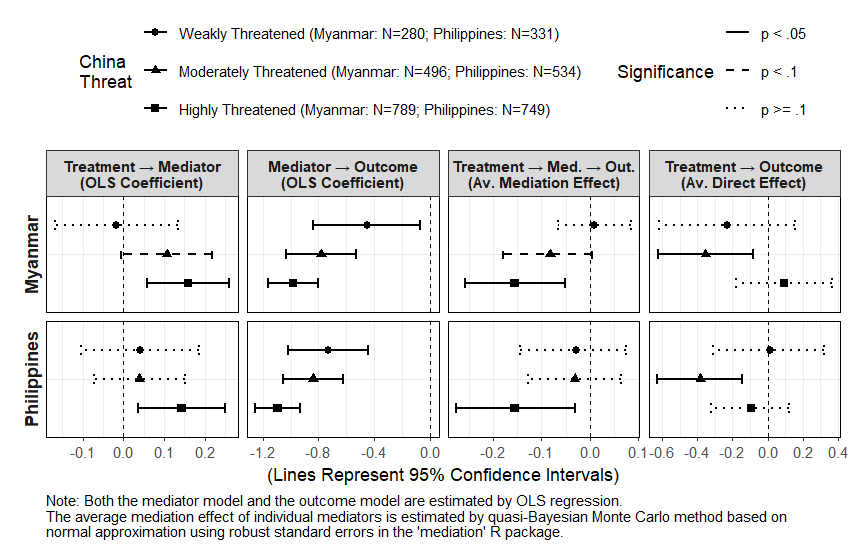 China
Threat
Weakly Threatened (Myanmar: N=280; Philippines: N=331)
Moderately Threatened (Myanmar: N=496; Philippines: N=534)
Highly Threatened (Myanmar: N=789; Philippines: N=749)
Significance
p < .05
p < .1
p >= .1
Treatment → Mediator
(OLS Coefficient)
Mediator → Outcome
(OLS Coefficient)
Treatment → Med. → Out.
(Av. Mediation Effect)
Treatment → Outcome
(Av. Direct Effect)
Myanmar
Philippines
-0.1 0.0 0.1 0.2
-1.2 -0.8 -0.4 0.0
-0.2 -0.1 0.0 0.1
-0.6 -0.4 -0.2 0.0 0.2 0.4
(Lines Represent 95% Confidence Intervals)
Note: Both the mediator model and the outcome model are estimated by OLS regression.
The average mediation effect of individual mediators is estimated by quasi-Bayesian Monte Carlo method based on
normal approximation using robust standard errors in the 'mediation' R package.